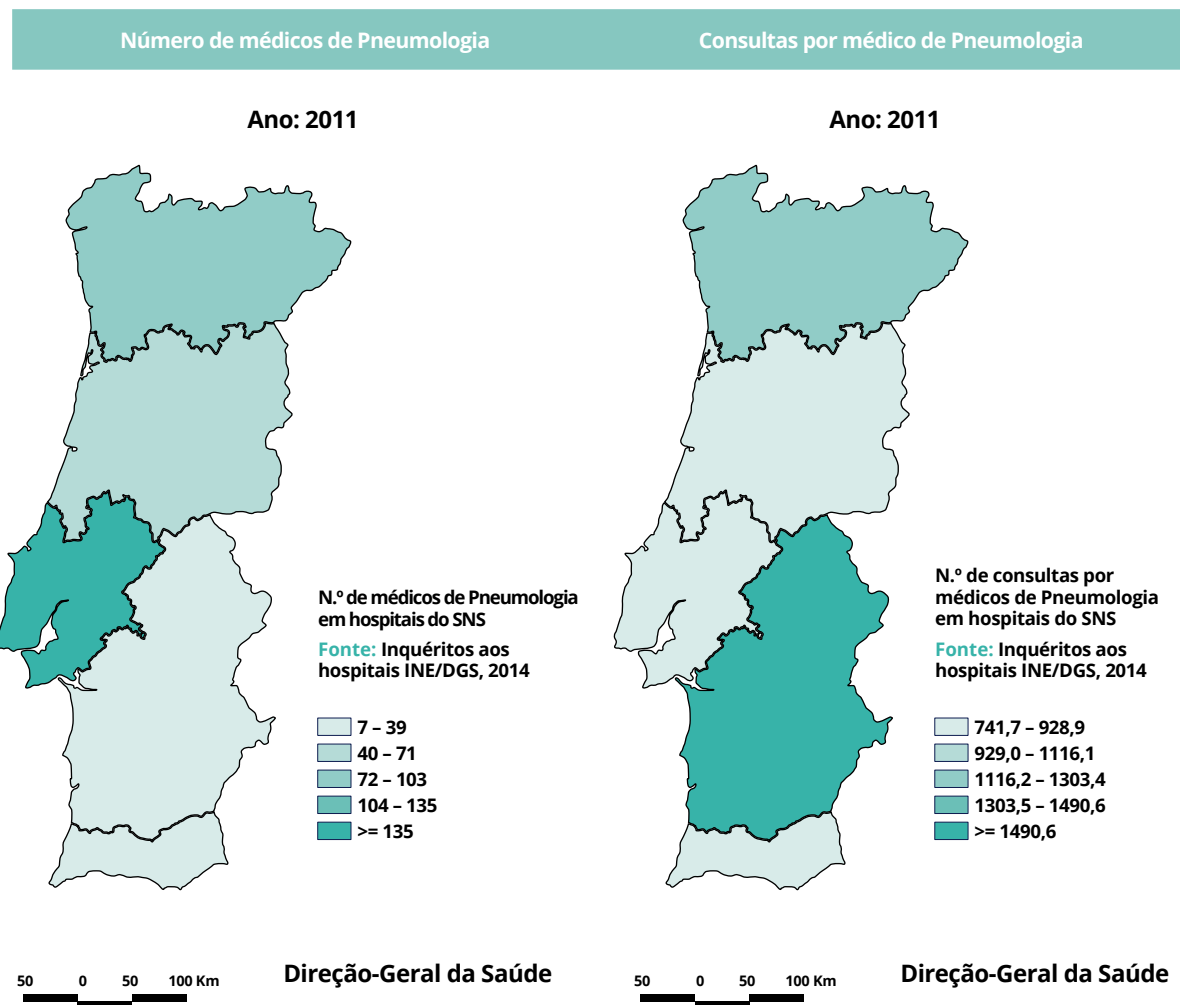 Número de médicos de Pneumologia
Ano: 2011
N.º de médicos de Pneumologia
em hospitais do SNS
Fonte: Inquéritos aos
hospitais INE/DGS, 2014
7 – 39
40 – 71
72 – 103
104 – 135
>= 135
50 0 50 100 Km
Direção-Geral da Saúde
Consultas por médico de Pneumologia
Ano: 2011
N.º de consultas por
médicos de Pneumologia
em hospitais do SNS
Fonte: Inquéritos aos
hospitais INE/DGS, 2014
741,7 – 928,9
929,0 – 1116,1
1116,2 – 1303,4
1303,5 – 1490,6
>= 1490,6
50 0 50 100 Km
Direção-Geral da Saúde